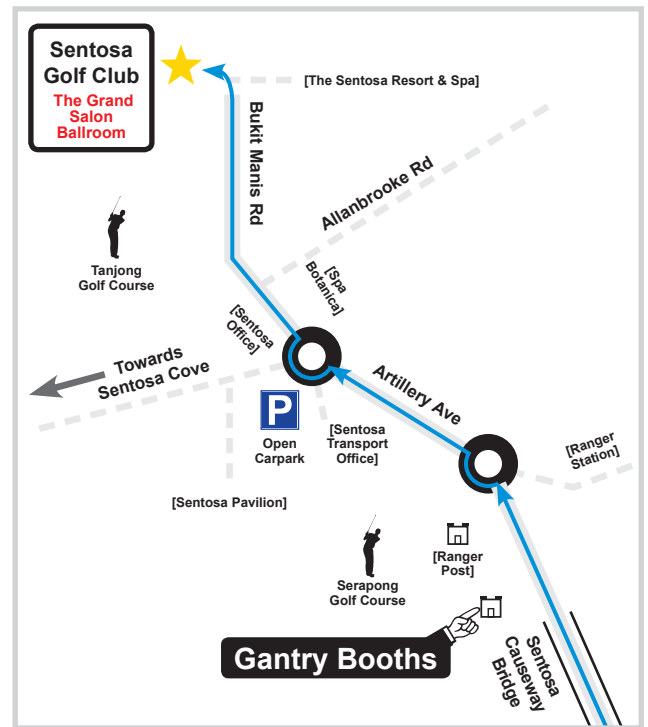 Sentosa
Golf Club
The Grand
Salon
Ballroom
[The Sentosa Resort & Spa]
Bukit Manis Rd
Allanbrooke Rd
Tanjong
Golf Course
[Spa
Botanica]
[Sentosa
Office]
Towards
Sentosa Cove
Artillery Ave
P
Open
Carpark
[Sentosa
Transport
Office]
[Ranger
Station]
[Sentosa Pavilion]
[Ranger
Post]
Serapong
Golf Course
Gantry Booths
Sentosa
Causeway
Bridge